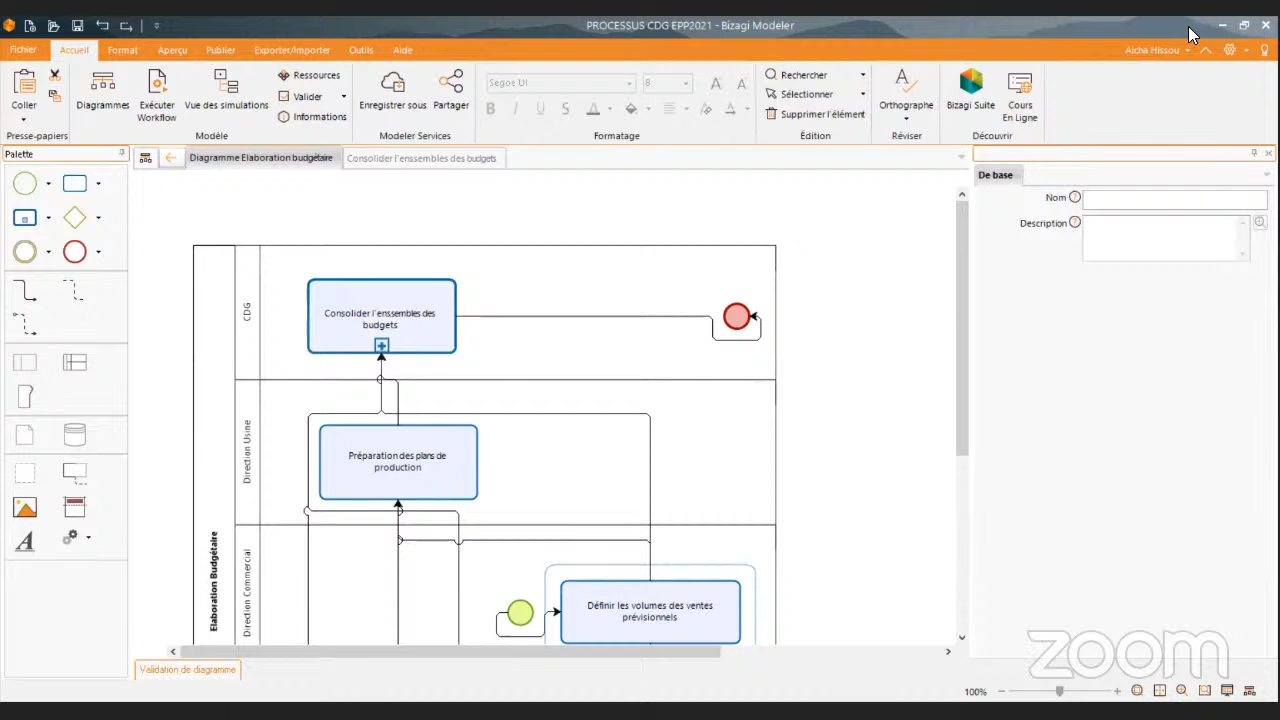 PROCESSUS CDG EPP2021 - Bizagi Modeler
Fichier Accueil Format Aperçu Publier Exporter/Importer Outils Aide Aicha Hissou
Coller
Presse-papiers
Diagrammes
Exécuter
Workflow
Vue des simulations
Ressources
Valider
Informations
Modèle
Enregistrer sous
Partager
Modeler Services
Segoe UI 8
B I U S
Formatage
Rechercher
Sélectionner
Supprimer l'élément
Édition
Orthographe
Réviser
Bizagi Suite
Cours
En Ligne
Découvrir
Palette
Diagramme Elaboration budgétaire
Consolider l'enssembles des budgets
De base
Nom
Description
CDG
Consolider l'enssembles des
budgets
Direction Usine
Préparation des plans de
production
Elaboration Budgétaire
Direction Commercial
Définir les volumes des ventes
prévisionnels
Validation de diagramme
100%
zoom